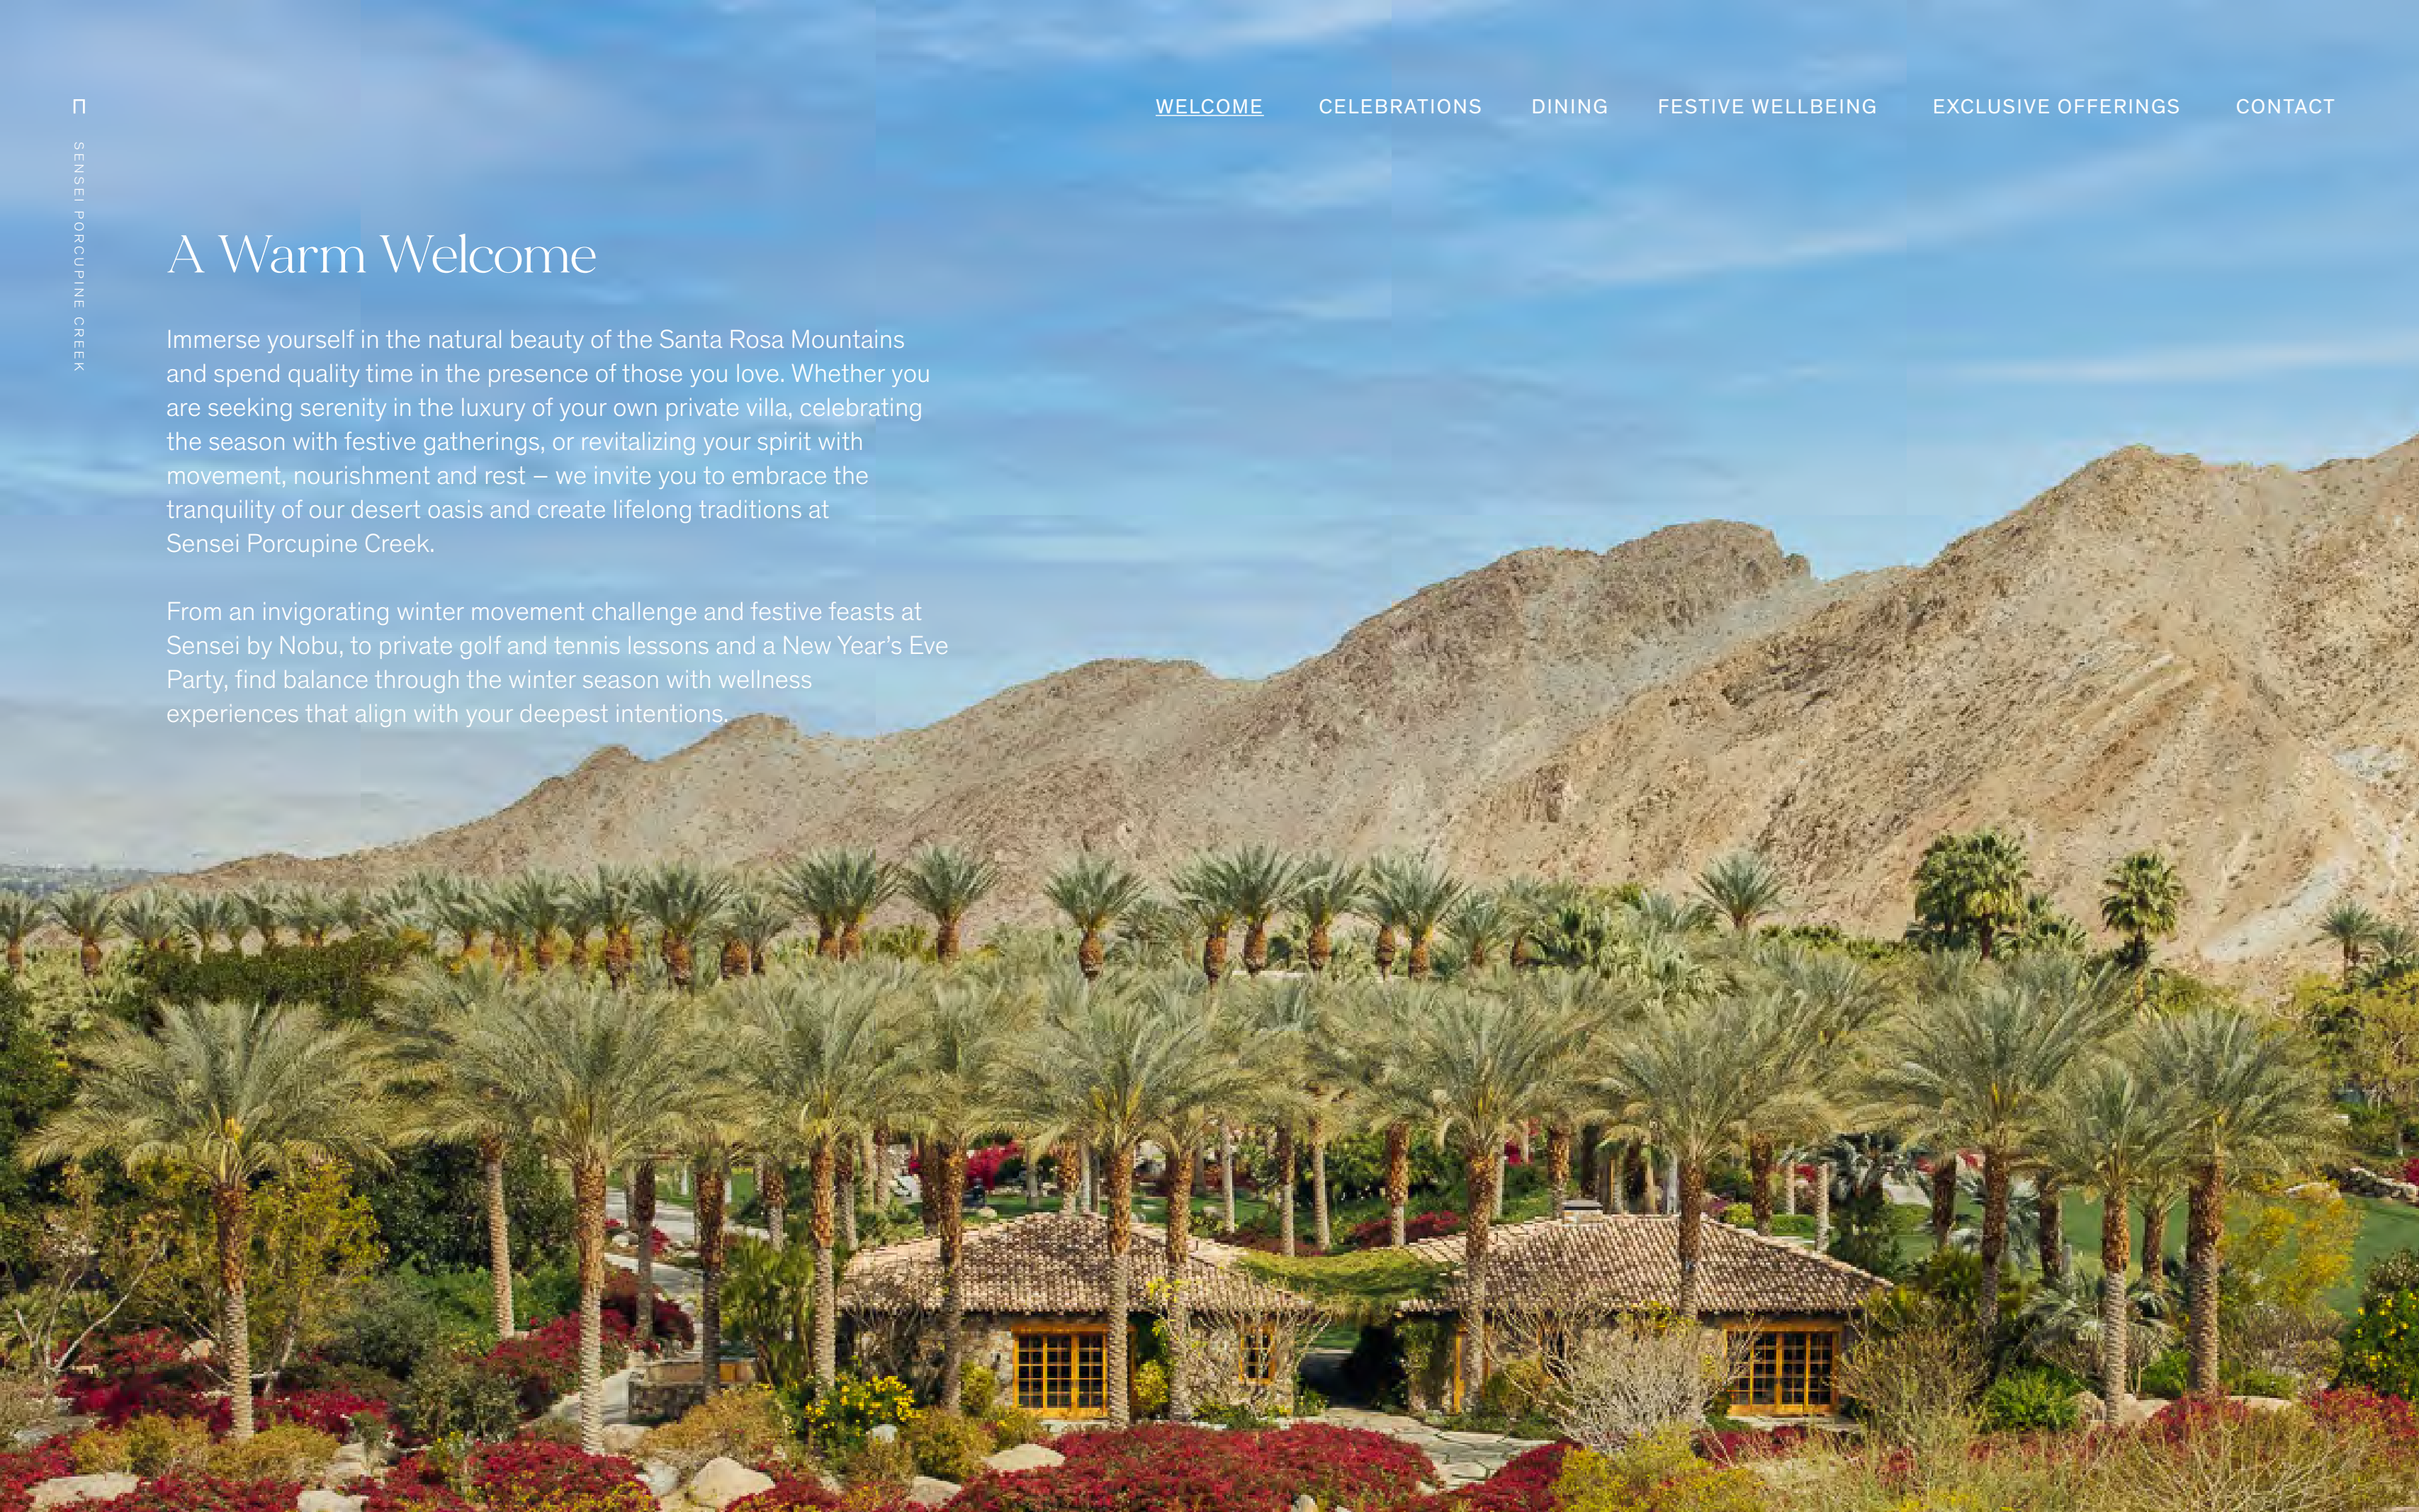 WELCOME CELEBRATIONS DINING FESTIVE WELLBEING EXCLUSIVE OFFERINGS CONTACT
SENSEI PORCUPINE CREEK
A Warm Welcome
Immerse yourself in the natural beauty of the Santa Rosa Mountains
and spend quality time in the presence of those you love. Whether you
are seeking serenity in the luxury of your own private villa, celebrating
the season with festive gatherings, or revitalizing your spirit with
movement, nourishment and rest – we invite you to embrace the
tranquility of our desert oasis and create lifelong traditions at
Sensei Porcupine Creek.
From an invigorating winter movement challenge and festive feasts at
Sensei by Nobu, to private golf and tennis lessons and a New Year’s Eve
Party, find balance through the winter season with wellness
experiences that align with your deepest intentions.